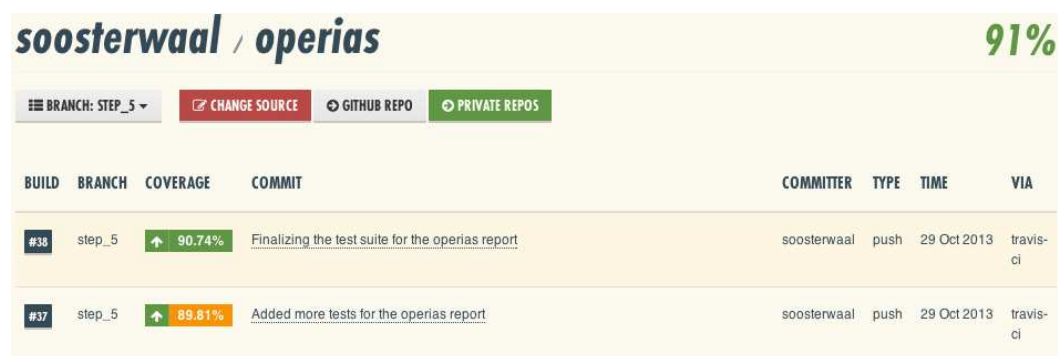 soosterwaal / operias 91%
BRANCH: STEP_5 CHANGE SOURCE GITHUB REPO PRIVATE REPOS
BUILD BRANCH COVERAGE COMMIT COMMITTER TYPE TIME VIA
#38 step_5 90.74% Finalizing the test suite for the operias report soosterwaal push 29 Oct 2013 travis-
ci
#37 step_5 89.81% Added more tests for the operias report soosterwaal push 29 Oct 2013 travis-
ci